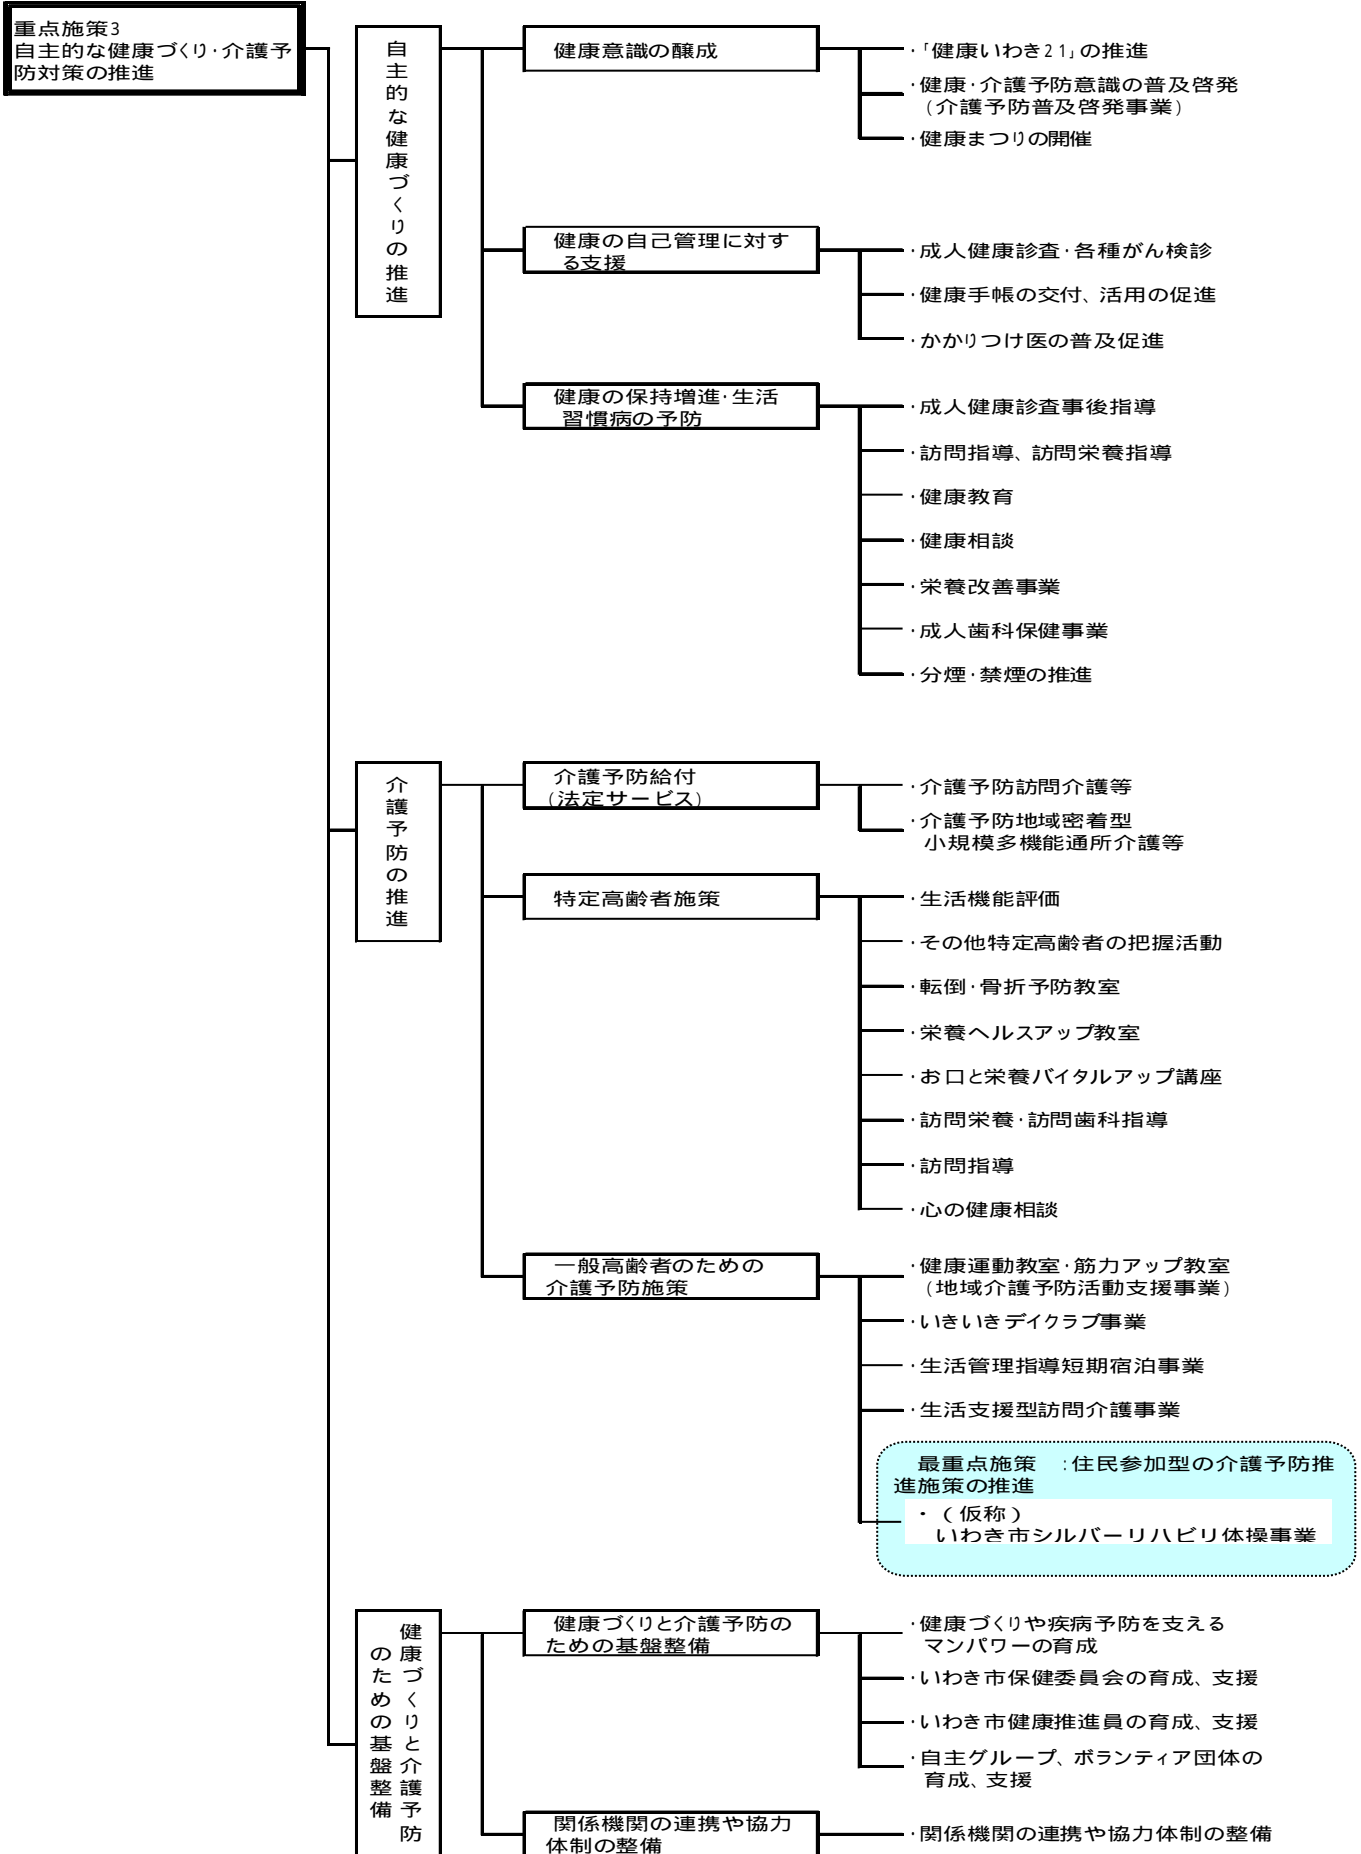 重点施策3
自主的な健康づくり･介護予
防対策の推進
自主的な健康づくりの推進
健康意識の醸成
･｢健康いわき21｣の推進
･健康･介護予防意識の普及啓発
(介護予防普及啓発事業)
･健康まつりの開催
健康の自己管理に対す
る支援
･成人健康診査･各種がん検診
･健康手帳の交付、活用の促進
･かかりつけ医の普及促進
健康の保持増進･生活
習慣病の予防
･成人健康診査事後指導
･訪問指導、訪問栄養指導
･健康教育
･健康相談
･栄養改善事業
･成人歯科保健事業
･分煙･禁煙の推進
介護予防の推進
介護予防給付
(法定サービス)
･介護予防訪問介護等
･介護予防地域密着型
小規模多機能通所介護等
特定高齢者施策
･生活機能評価
･その他特定高齢者の把握活動
･転倒･骨折予防教室
･栄養ヘルスアップ教室
･お口と栄養バイタルアップ講座
･訪問栄養･訪問歯科指導
･訪問指導
･心の健康相談
一般高齢者のための
介護予防施策
･健康運動教室･筋力アップ教室
(地域介護予防活動支援事業)
･いきいきデイクラブ事業
･生活管理指導短期宿泊事業
･生活支援型訪問介護事業
最重点施策　:住民参加型の介護予防推
進施策の推進
・（仮称）
いわき市シルバーリハビリ体操事業
健康づくりと介護予防
のための基盤整備
健康づくりと介護予防の
ための基盤整備
･健康づくりや疾病予防を支える
マンパワーの育成
･いわき市保健委員会の育成、支援
･いわき市健康推進員の育成、支援
･自主グループ、ボランティア団体の
育成、支援
関係機関の連携や協力
体制の整備
･関係機関の連携や協力体制の整備